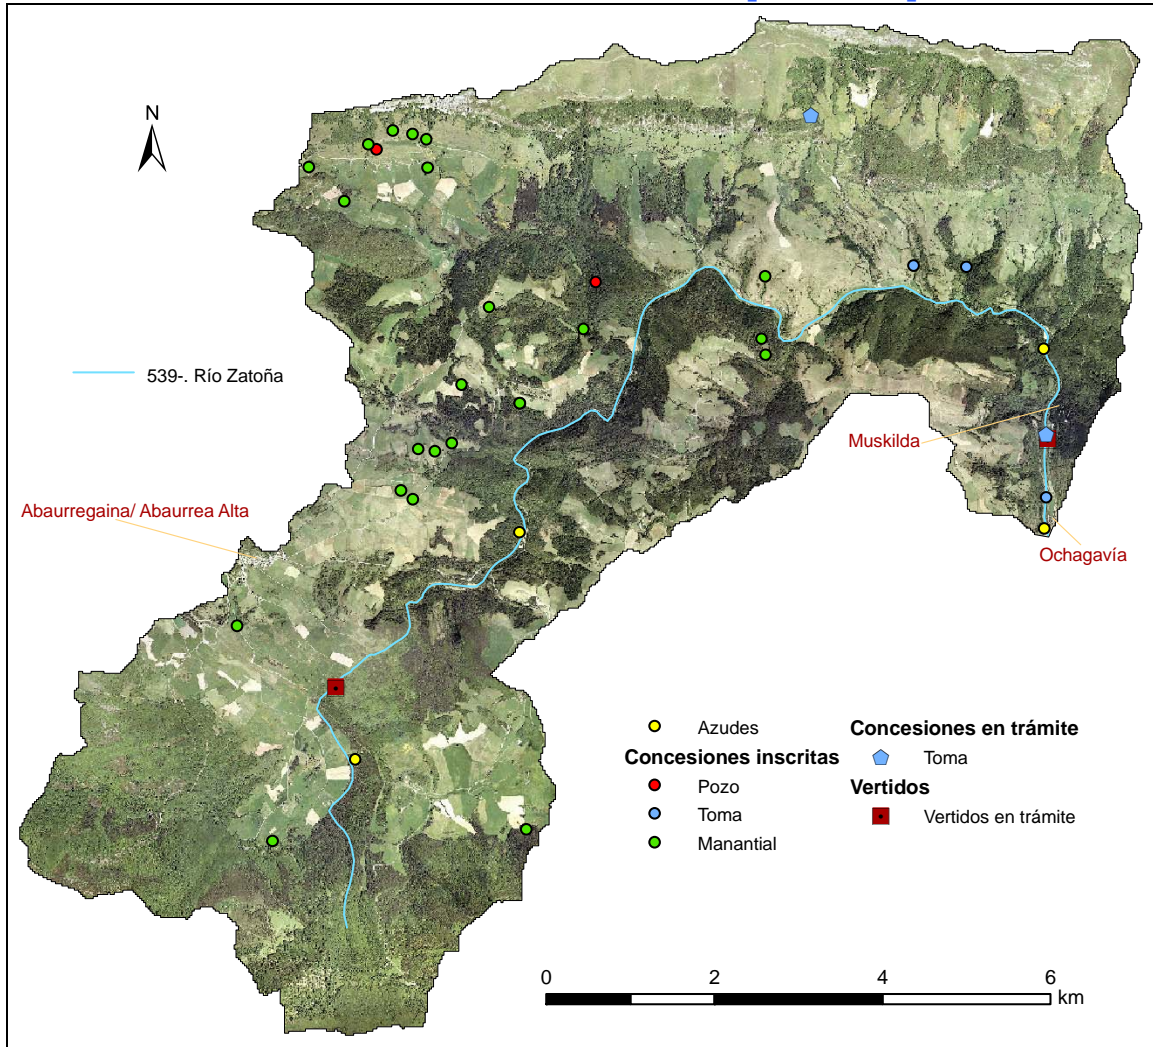 N
539-. Río Zatoña
Muskilda
Abaurregaina/ Abaurrea Alta
Ochagavía
Azudes
Concesiones inscritas
Pozo
Toma
Manantial
Concesiones en trámite
Toma
Vertidos
Vertidos en trámite
0 2 4 6
km